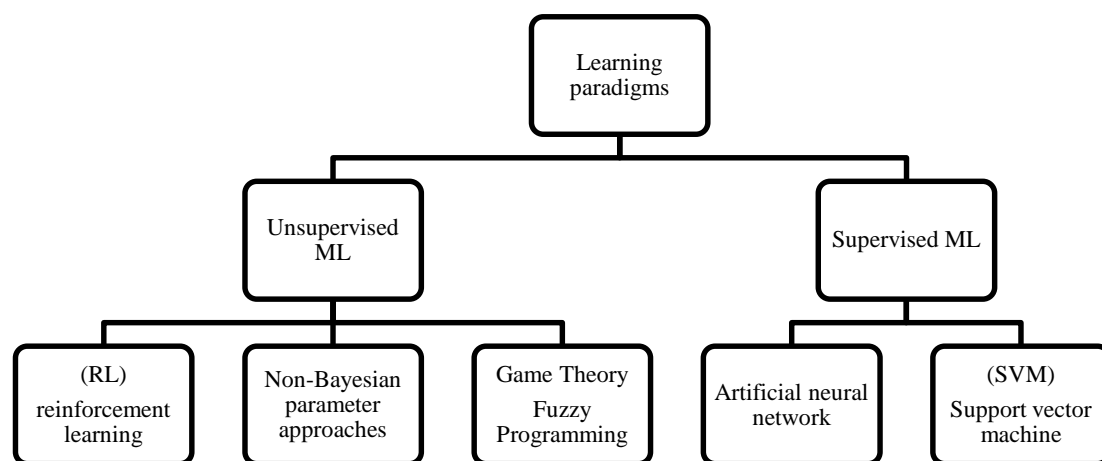 Learning
paradigms
Unsupervised
ML
Supervised ML
(RL)
reinforcement
learning
Non-Bayesian
parameter
approaches
Game Theory
Fuzzy
Programming
Artificial neural
network
(SVM)
Support vector
machine